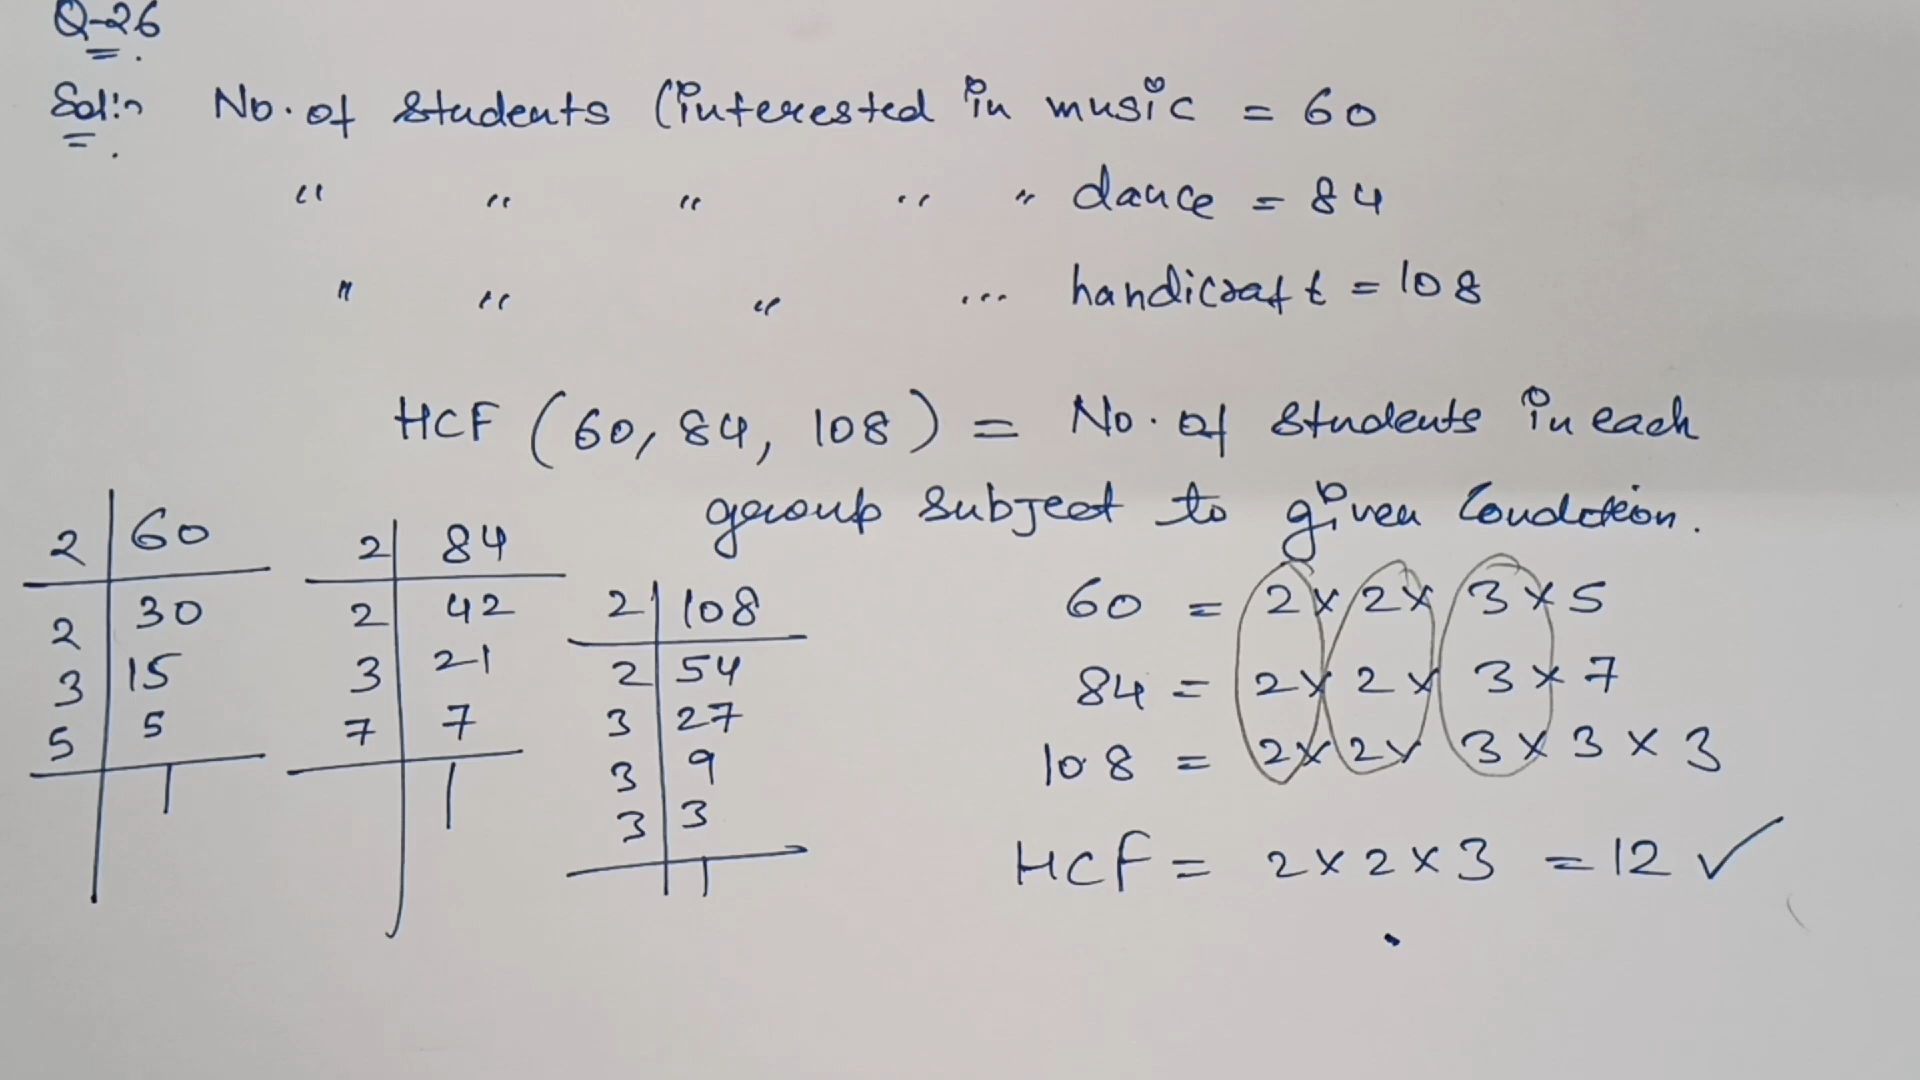 Q-26
Sol:n No. of students (interested in music = 60
" " " " " dance = 84
" " " ... handicraft = 108
HCF (60, 84, 108) = No. of students in each
group subject to given condition.
2 | 60
2 | 30
3 | 15
5 | 5
1
2 | 84
2 | 42
3 | 21
7 | 7
1
2 | 108
2 | 54
3 | 27
3 | 9
3 | 3
1
60 = 2 x 2 x 3 x 5
84 = 2 x 2 x 3 x 7
108 = 2 x 2 x 3 x 3 x 3
HCF = 2 x 2 x 3 = 12 ✓